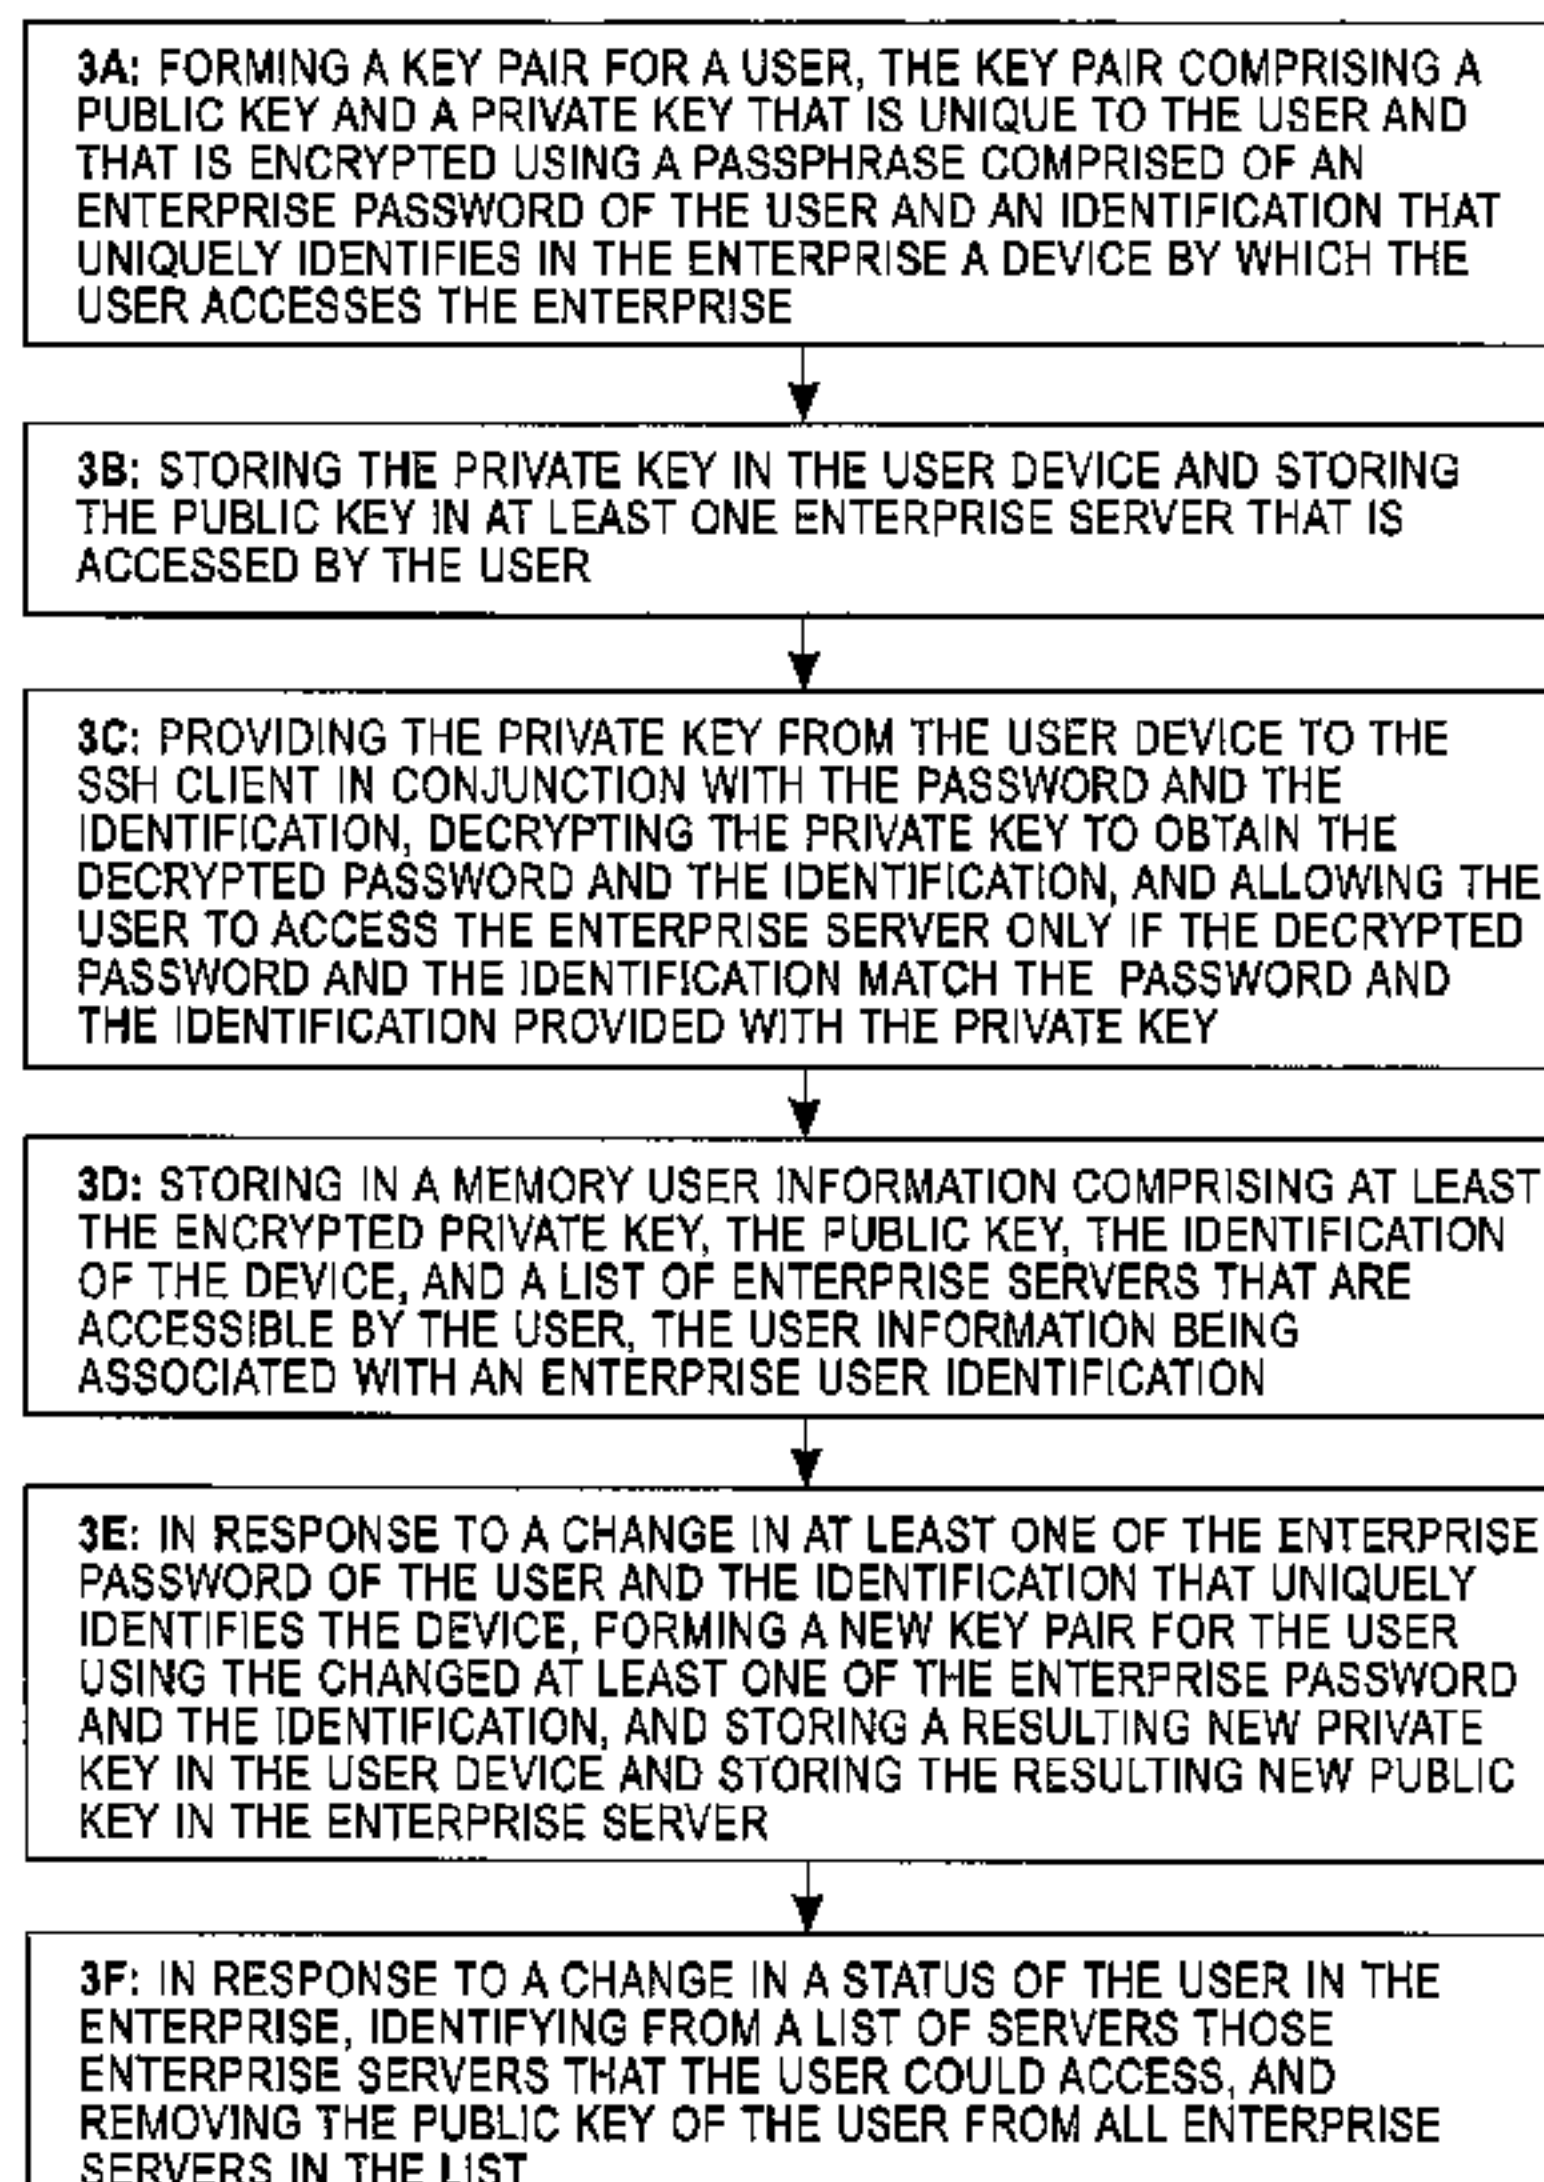 3A: FORMING A KEY PAIR FOR A USER, THE KEY PAIR COMPRISING A
PUBLIC KEY AND A PRIVATE KEY THAT IS UNIQUE TO THE USER AND
THAT IS ENCRYPTED USING A PASSPHRASE COMPRISED OF AN
ENTERPRISE PASSWORD OF THE USER AND AN IDENTIFICATION THAT
UNIQUELY IDENTIFIES IN THE ENTERPRISE A DEVICE BY WHICH THE
USER ACCESSES THE ENTERPRISE
3B: STORING THE PRIVATE KEY IN THE USER DEVICE AND STORING
THE PUBLIC KEY IN AT LEAST ONE ENTERPRISE SERVER THAT IS
ACCESSED BY THE USER
3C: PROVIDING THE PRIVATE KEY FROM THE USER DEVICE TO THE
SSH CLIENT IN CONJUNCTION WITH THE PASSWORD AND THE
IDENTIFICATION, DECRYPTING THE PRIVATE KEY TO OBTAIN THE
DECRYPTED PASSWORD AND THE IDENTIFICATION, AND ALLOWING THE
USER TO ACCESS THE ENTERPRISE SERVER ONLY IF THE DECRYPTED
PASSWORD AND THE IDENTIFICATION MATCH THE PASSWORD AND
THE IDENTIFICATION PROVIDED WITH THE PRIVATE KEY
3D: STORING IN A MEMORY USER INFORMATION COMPRISING AT LEAST
THE ENCRYPTED PRIVATE KEY, THE PUBLIC KEY, THE IDENTIFICATION
OF THE DEVICE, AND A LIST OF ENTERPRISE SERVERS THAT ARE
ACCESSIBLE BY THE USER, THE USER INFORMATION BEING
ASSOCIATED WITH AN ENTERPRISE USER IDENTIFICATION
3E: IN RESPONSE TO A CHANGE IN AT LEAST ONE OF THE ENTERPRISE
PASSWORD OF THE USER AND THE IDENTIFICATION THAT UNIQUELY
IDENTIFIES THE DEVICE, FORMING A NEW KEY PAIR FOR THE USER
USING THE CHANGED AT LEAST ONE OF THE ENTERPRISE PASSWORD
AND THE IDENTIFICATION, AND STORING A RESULTING NEW PRIVATE
KEY IN THE USER DEVICE AND STORING THE RESULTING NEW PUBLIC
KEY IN THE ENTERPRISE SERVER
3F: IN RESPONSE TO A CHANGE IN A STATUS OF THE USER IN THE
ENTERPRISE, IDENTIFYING FROM A LIST OF SERVERS THOSE
ENTERPRISE SERVERS THAT THE USER COULD ACCESS, AND
REMOVING THE PUBLIC KEY OF THE USER FROM ALL ENTERPRISE
SERVERS IN THE LIST